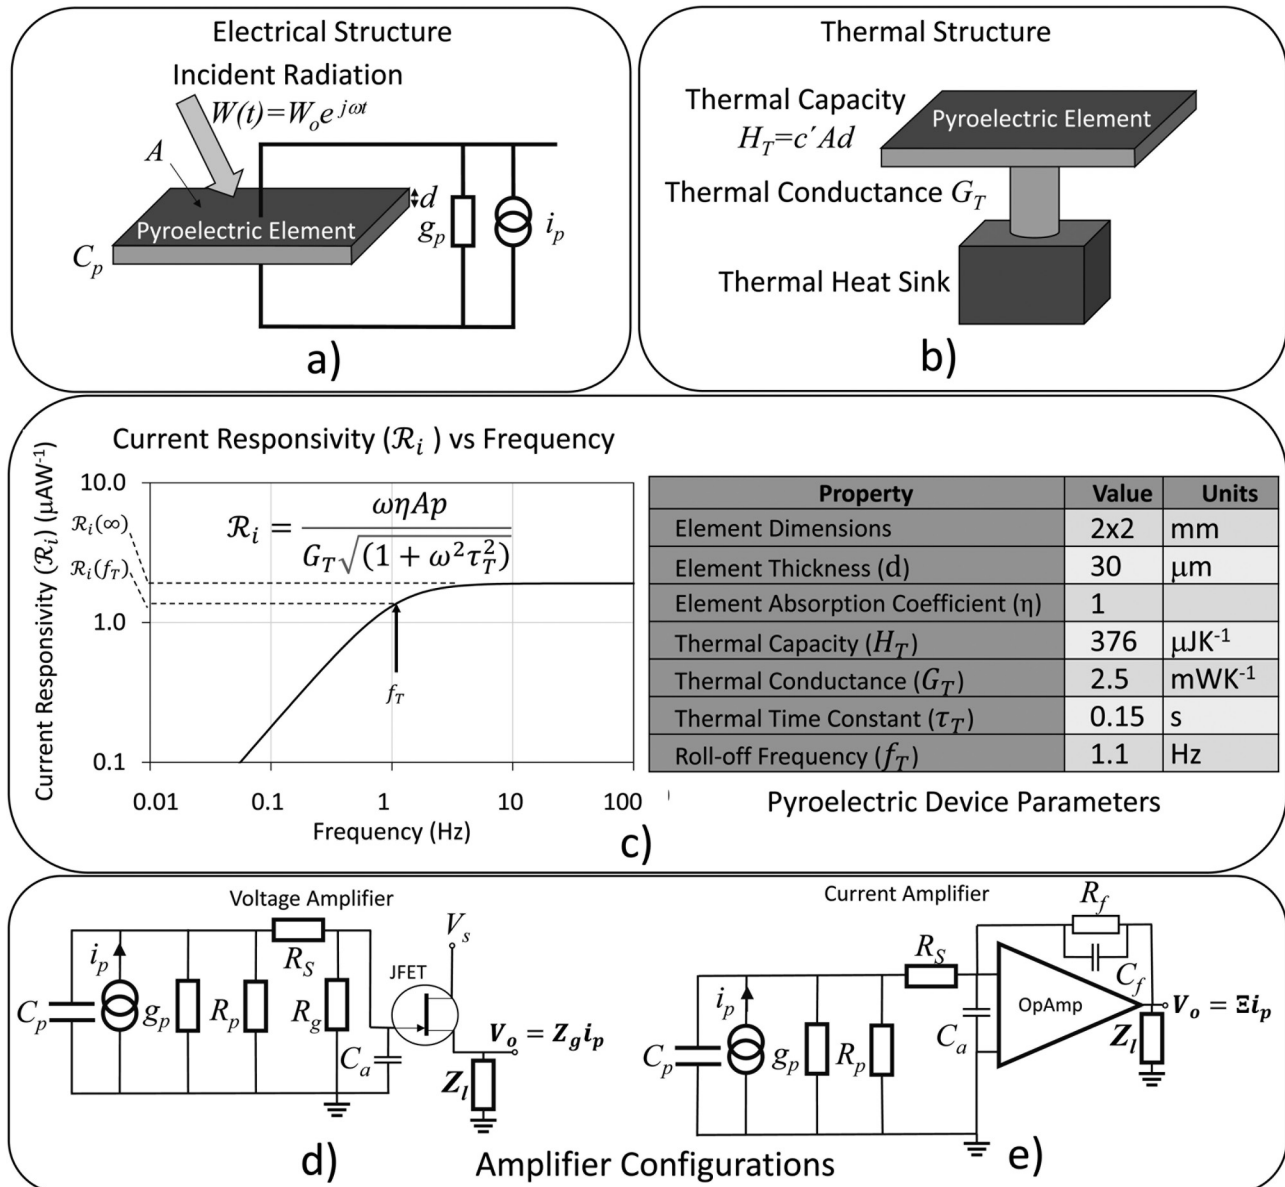 Electrical Structure
Incident Radiation
W(t)=Wₒe^{jωt}
A
d
Pyroelectric Element
g_p
i_p
C_p
a)
Thermal Structure
Thermal Capacity
H_T=c´Ad
Pyroelectric Element
Thermal Conductance G_T
Thermal Heat Sink
b)
Current Responsivity (ℛ_i ) vs Frequency
Current Responsivity (ℛ_i) (μAW⁻¹)
10.0
ℛ_i(∞)
ℛ_i(f_T)
1.0
0.1
ℛ_i = ωηAp / G_T√(1 + ω²τ_T²)
f_T
0.01 0.1 1 10 100
Frequency (Hz)
Property Value Units
Element Dimensions 2x2 mm
Element Thickness (d) 30 μm
Element Absorption Coefficient (η) 1
Thermal Capacity (H_T) 376 μJK⁻¹
Thermal Conductance (G_T) 2.5 mWK⁻¹
Thermal Time Constant (τ_T) 0.15 s
Roll-off Frequency (f_T) 1.1 Hz
Pyroelectric Device Parameters
c)
Voltage Amplifier
V_s
R_S
JFET
i_p
C_p
g_p
R_p
R_g
C_a
V_o = Z_g i_p
Z_l
d)
Current Amplifier
R_f
R_S
C_f
i_p
OpAmp
V_o = Ξi_p
C_p
g_p
R_p
C_a
Z_l
e)
Amplifier Configurations